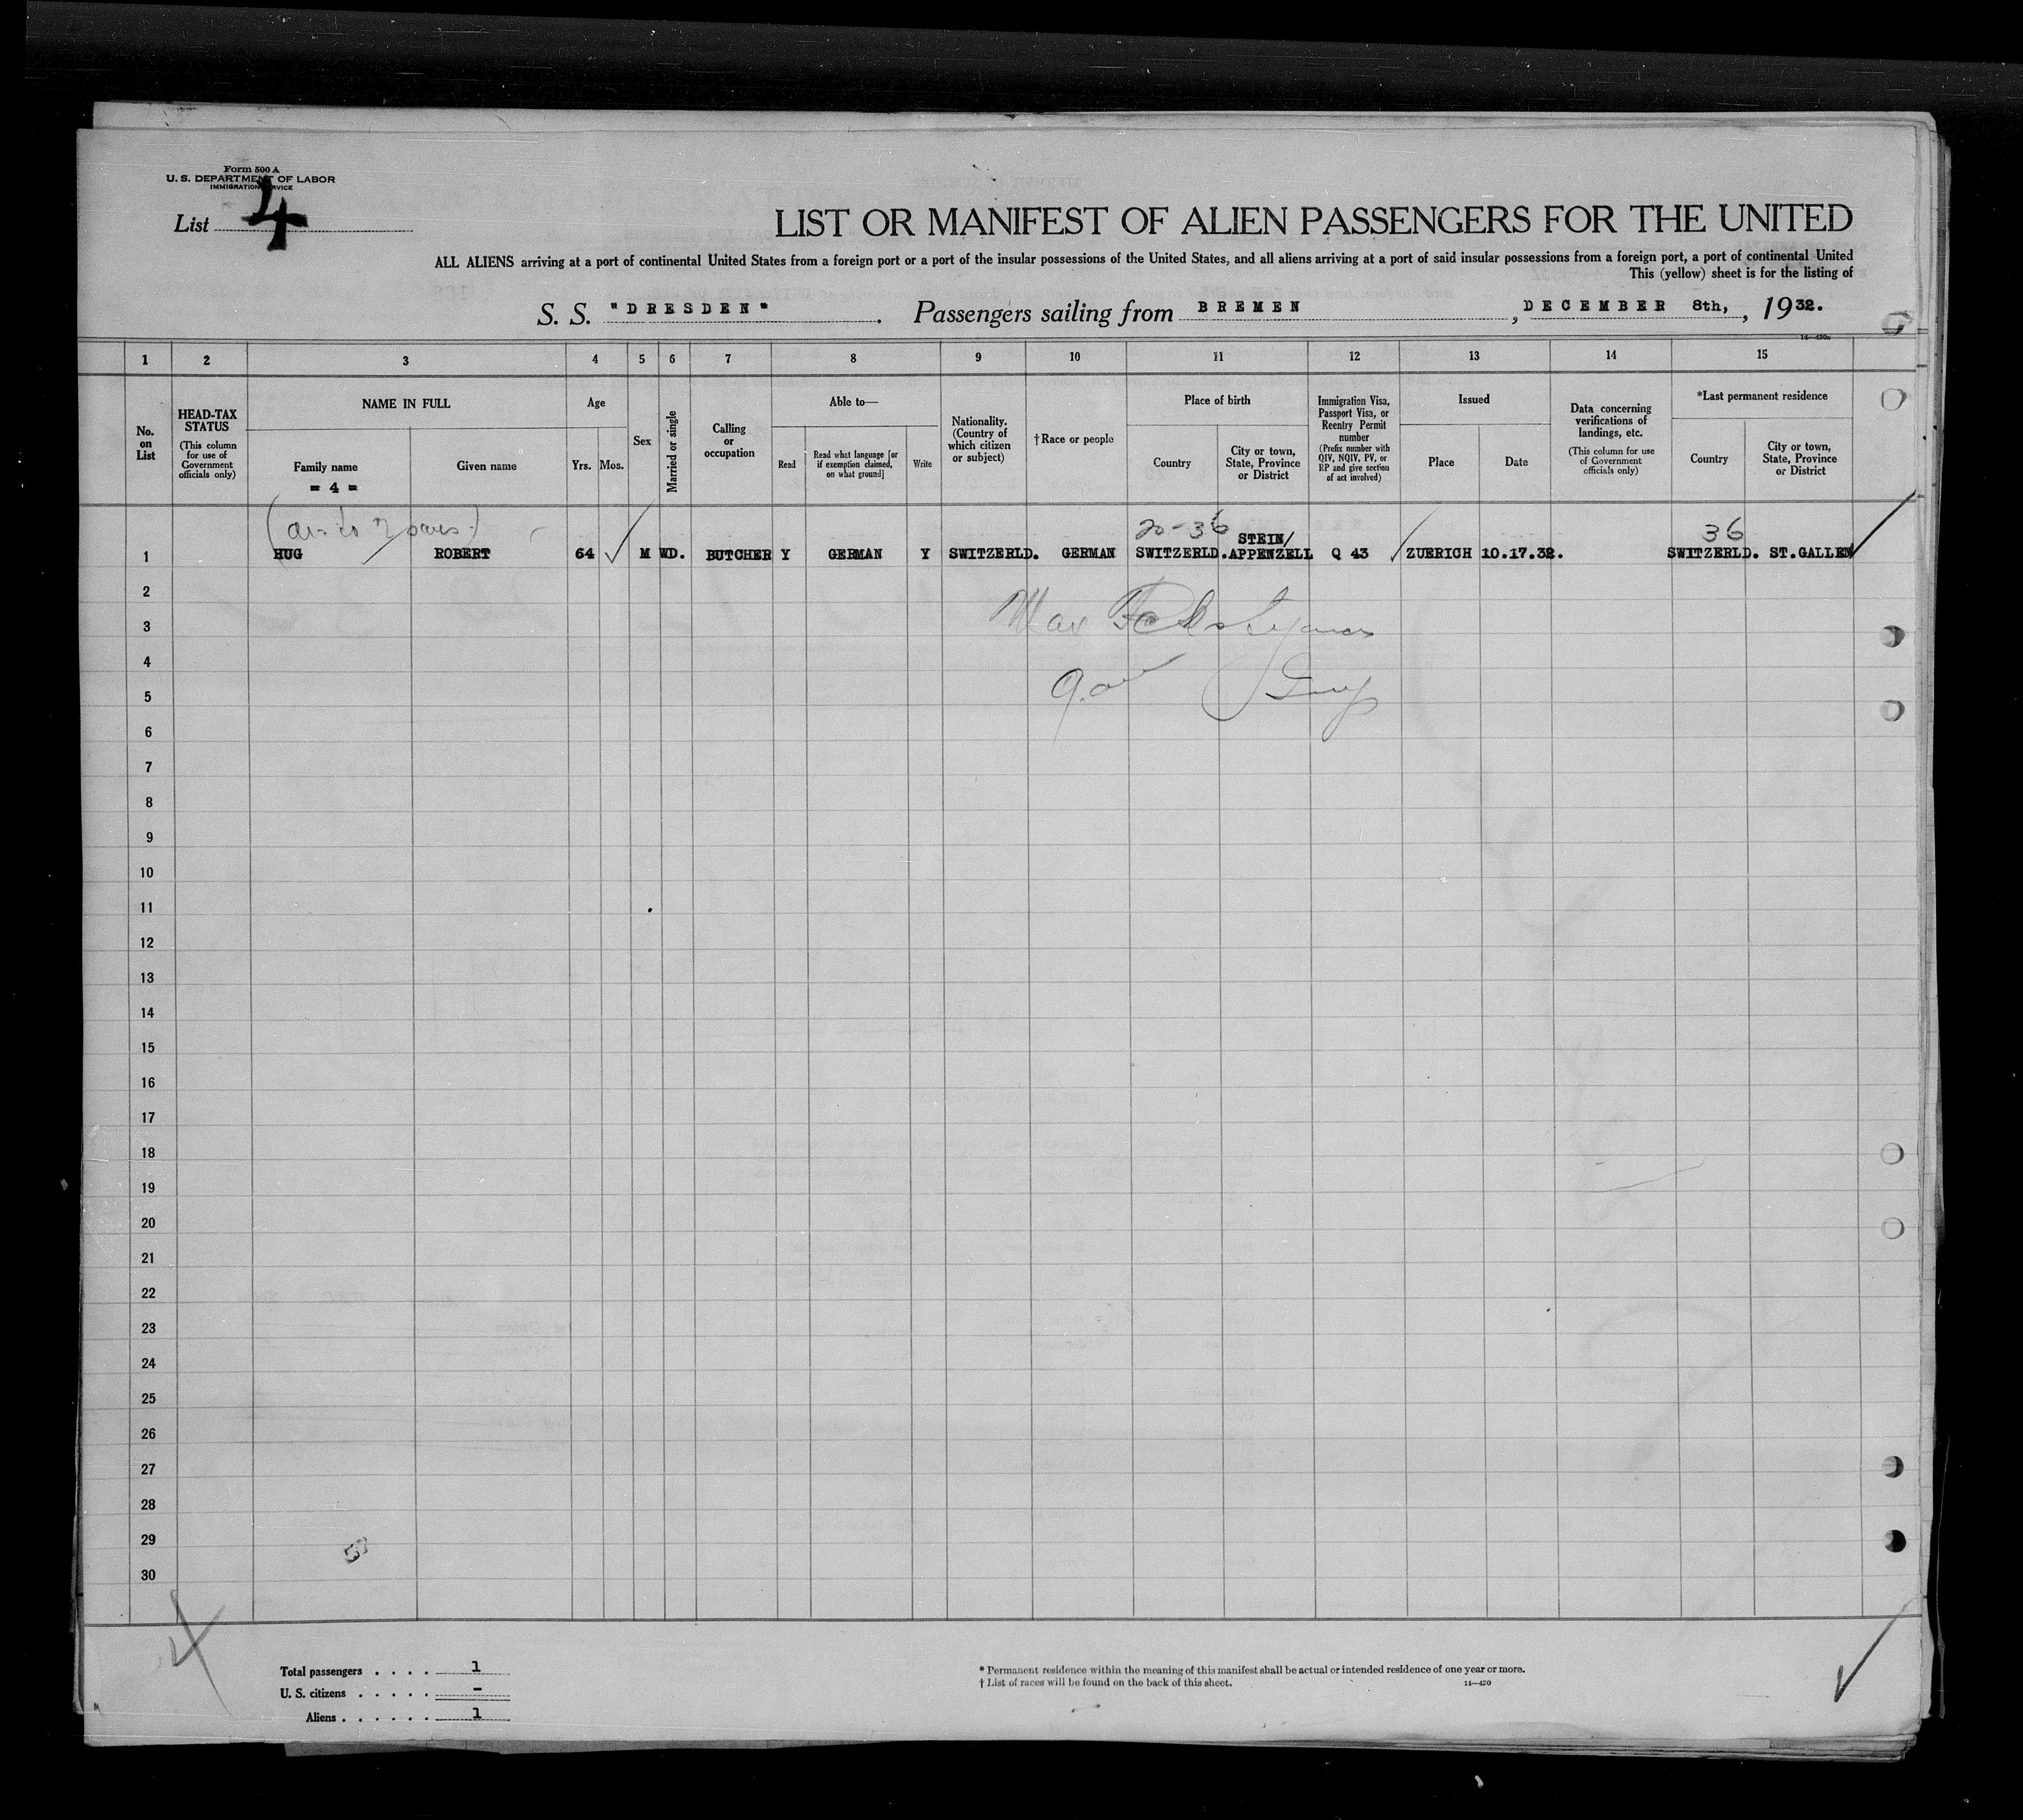 Form 500 A
U. S. DEPARTMENT OF LABOR
IMMIGRATION SERVICE
List 4
LIST OR MANIFEST OF ALIEN PASSENGERS FOR THE UNITED
ALL ALIENS arriving at a port of continental United States from a foreign port or a port of the insular possessions of the United States, and all aliens arriving at a port of said insular possessions from a foreign port, a port of continental United
This (yellow) sheet is for the listing of
S. S. "DRESDEN". Passengers sailing from BREMEN, DECEMBER 8th, , 1932.
14—430a
1 2 3 4 5 6 7 8 9 10 11 12 13 14 15
No. on List
HEAD-TAX STATUS (This column for use of Government officials only)
NAME IN FULL
Family name
= 4 =
Given name
Age
Yrs. Mos.
Sex
Married or single
Calling or occupation
Able to—
Read
Read what language [or if exemption claimed, on what ground]
Write
Nationality. (Country of which citizen or subject)
†Race or people
Place of birth
Country
City or town, State, Province or District
Immigration Visa, Passport Visa, or Reentry Permit number (Prefix number with QIV, NQIV, PV, or RP and give section of act involved)
Issued
Place
Date
Data concerning verifications of landings, etc. (This column for use of Government officials only)
*Last permanent residence
Country
City or town, State, Province or District
20-36 36
STEIN/
1 HUG ROBERT 64 M WD. BUTCHER Y GERMAN Y SWITZERLD. GERMAN SWITZERLD. APPENZELL Q 43 ZUERICH 10.17.32. SWITZERLD. ST.GALLEN
2
3
4
5
6
7
8
9
10
11
12
13
14
15
16
17
18
19
20
21
22
23
24
25
26
27
28
29
30
Total passengers . . . . 1
U. S. citizens . . . . . -
Aliens . . . . . . 1
* Permanent residence within the meaning of this manifest shall be actual or intended residence of one year or more.
† List of races will be found on the back of this sheet.
14—430